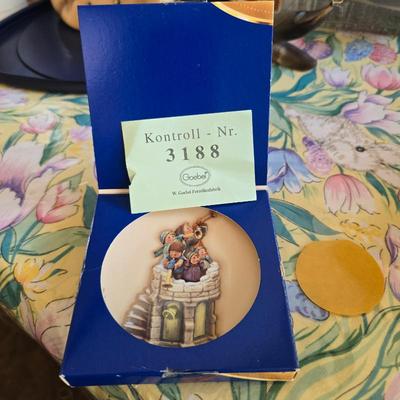 Kontroll - Nr.
3188
Goebel
W. Goebel Porzellanfabrik